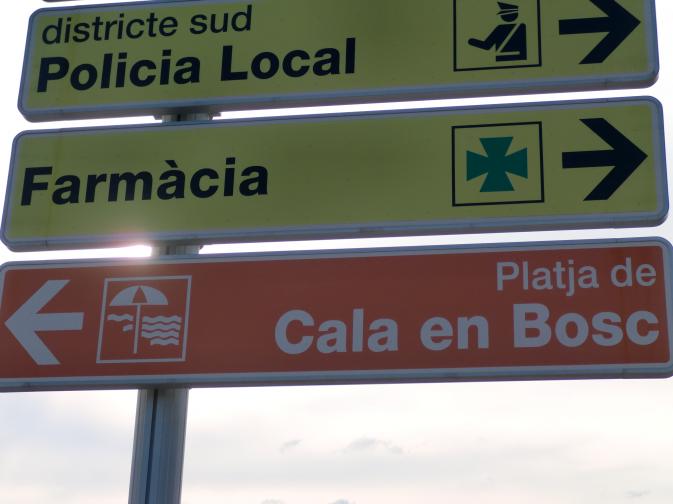 districte sud
Policia Local
Farmàcia
Platja de
Cala en Bosc